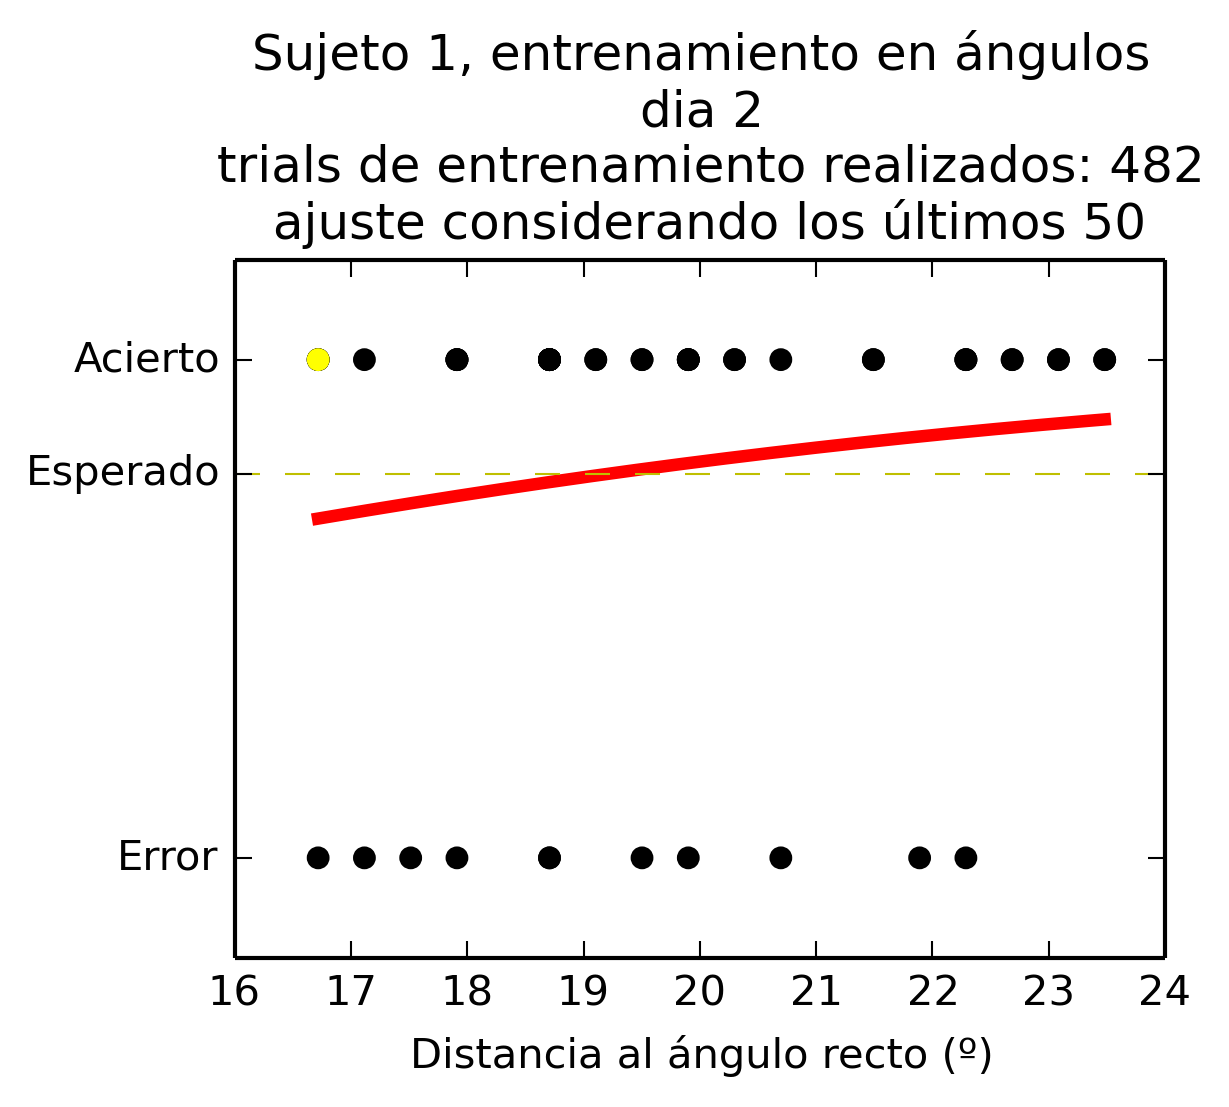 Sujeto 1, entrenamiento en ángulos
dia 2
trials de entrenamiento realizados: 482
ajuste considerando los últimos 50
Acierto
Esperado
Error
16 17 18 19 20 21 22 23 24
Distancia al ángulo recto (º)